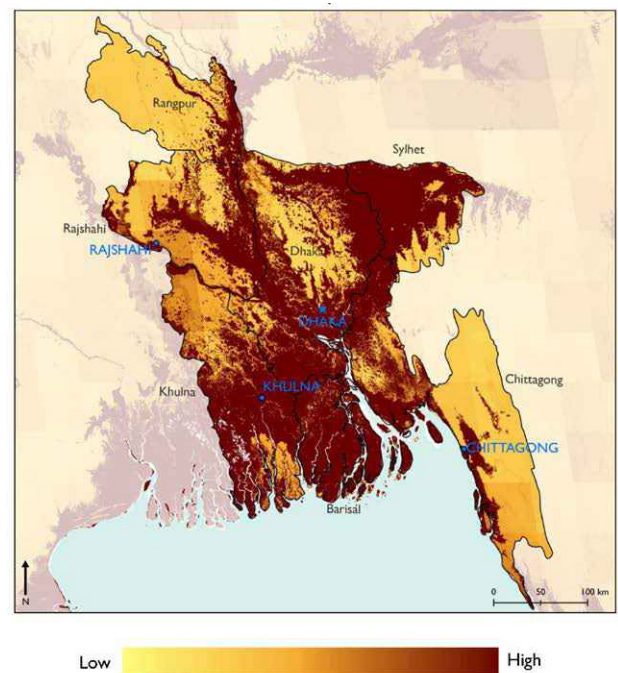 Rangpur
Sylhet
Rajshahi
RAJSHAHI
Dhaka
DHAKA
Khulna
KHULNA
Chittagong
CHITTAGONG
Barisal
N
0 50 100 km
Low High